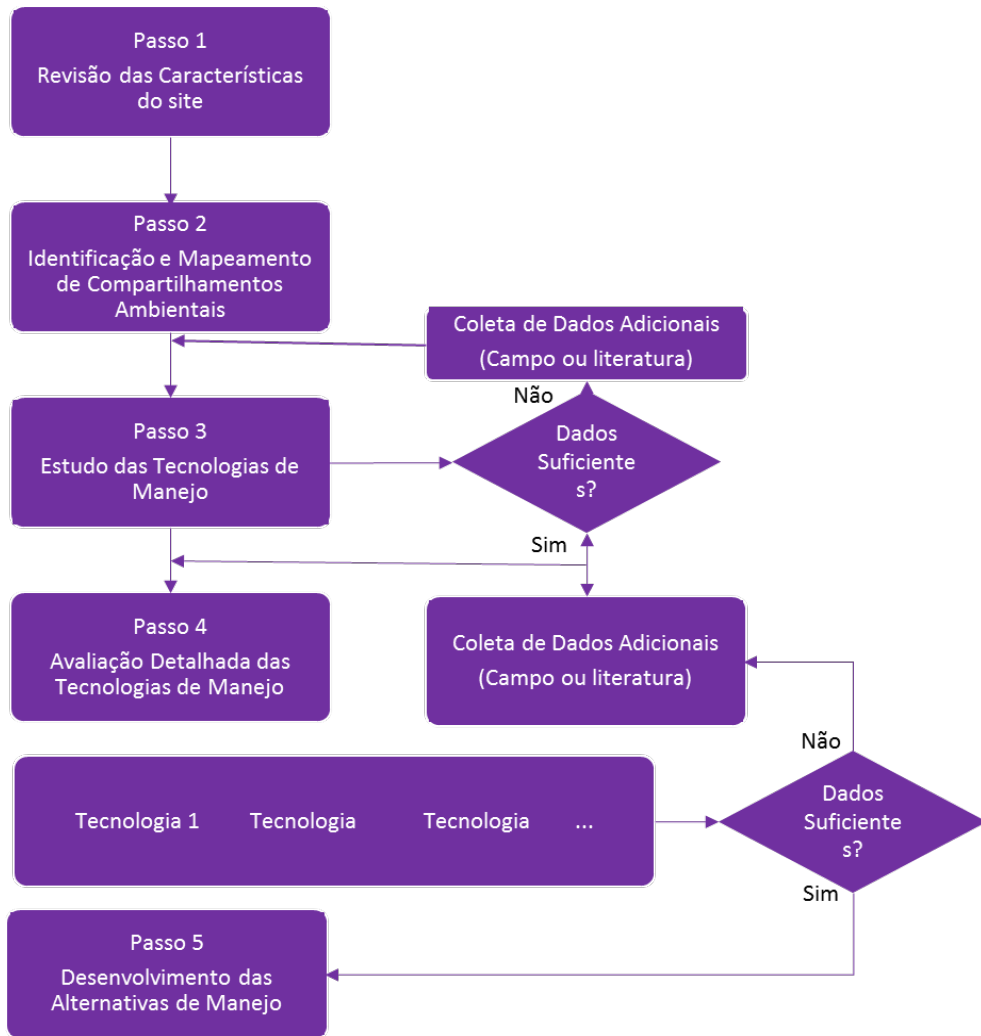 Passo 1
Revisão das Características
do site
Passo 2
Identificação e Mapeamento
de Compartilhamentos
Ambientais
Coleta de Dados Adicionais
(Campo ou literatura)
Não
Passo 3
Estudo das Tecnologias de
Manejo
Dados
Suficiente
s?
Sim
Passo 4
Avaliação Detalhada das
Tecnologias de Manejo
Coleta de Dados Adicionais
(Campo ou literatura)
Não
Tecnologia 1 Tecnologia Tecnologia ...
Dados
Suficiente
s?
Sim
Passo 5
Desenvolvimento das
Alternativas de Manejo